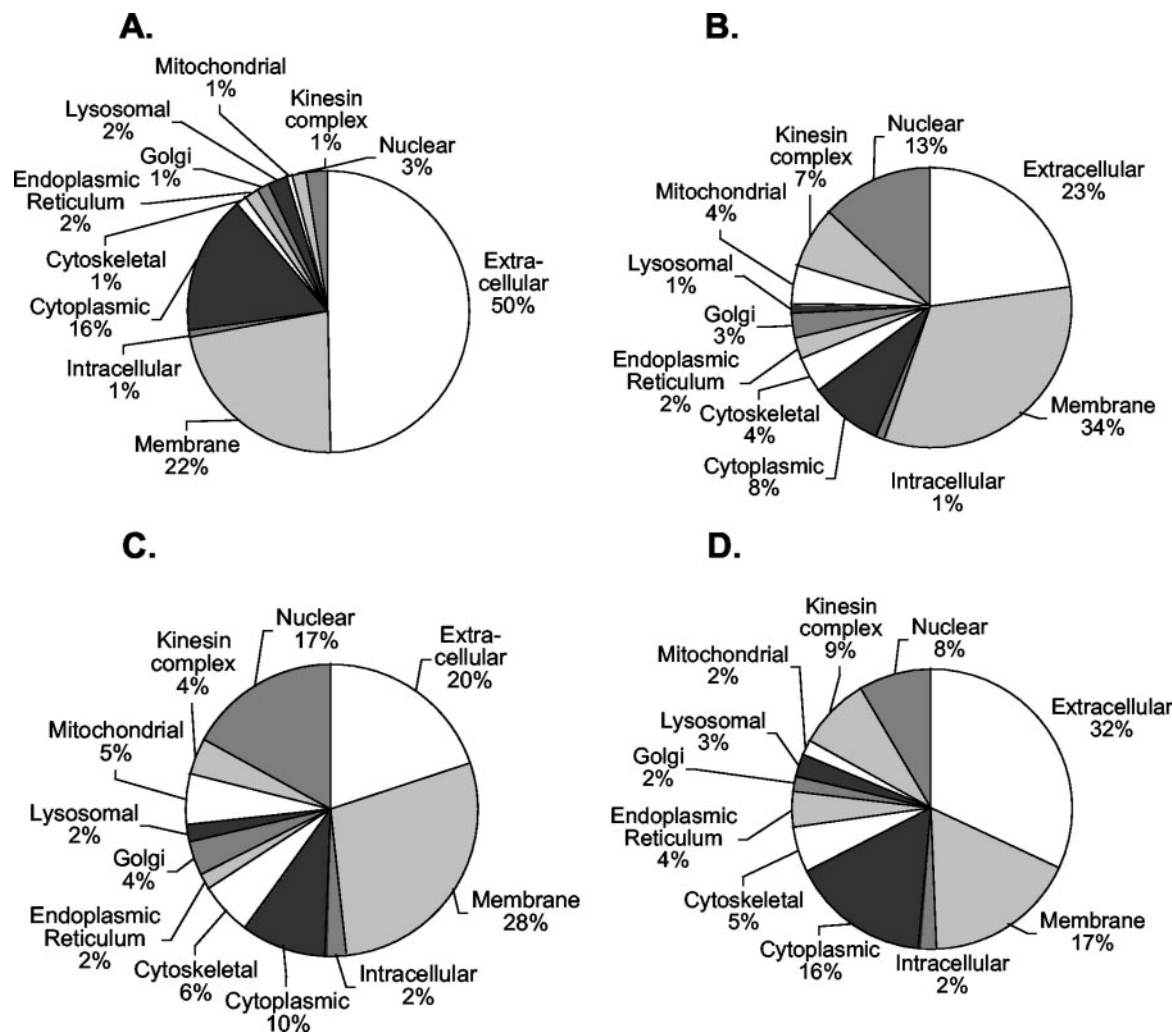 A.
Mitochondrial
1%
Lysosomal
2%
Kinesin
complex
1%
Nuclear
3%
Golgi
1%
Endoplasmic
Reticulum
2%
Cytoskeletal
1%
Cytoplasmic
16%
Intracellular
1%
Membrane
22%
Extra-
cellular
50%
B.
Nuclear
13%
Kinesin
complex
7%
Extracellular
23%
Mitochondrial
4%
Lysosomal
1%
Golgi
3%
Endoplasmic
Reticulum
2%
Cytoskeletal
4%
Cytoplasmic
8%
Intracellular
1%
Membrane
34%
C.
Nuclear
17%
Kinesin
complex
4%
Extra-
cellular
20%
Mitochondrial
5%
Lysosomal
2%
Golgi
4%
Endoplasmic
Reticulum
2%
Cytoskeletal
6%
Cytoplasmic
10%
Intracellular
2%
Membrane
28%
D.
Kinesin
complex
9%
Nuclear
8%
Mitochondrial
2%
Extracellular
32%
Lysosomal
3%
Golgi
2%
Endoplasmic
Reticulum
4%
Cytoskeletal
5%
Cytoplasmic
16%
Intracellular
2%
Membrane
17%